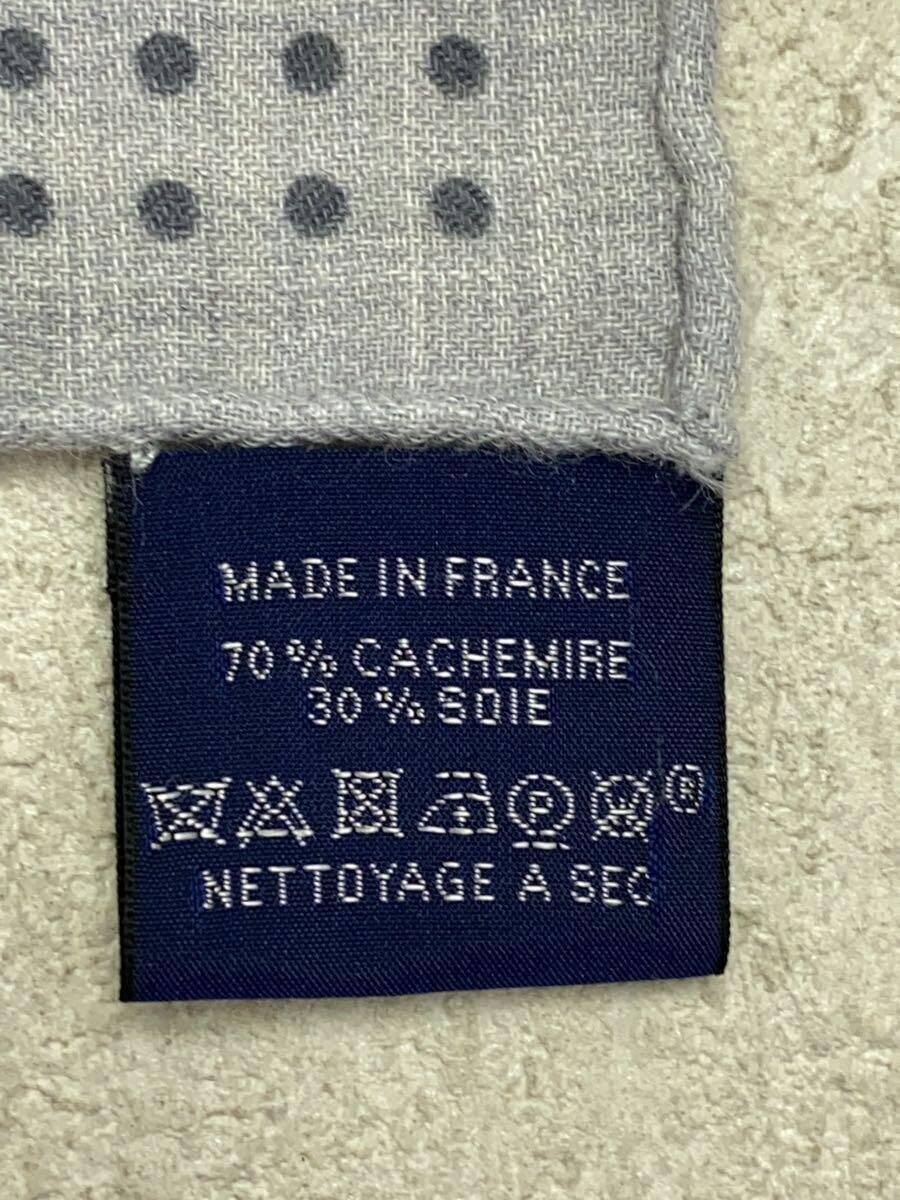 MADE IN FRANCE
70 % CACHEMIRE
30 % SOIE
P W ®
NETTOYAGE A SEC